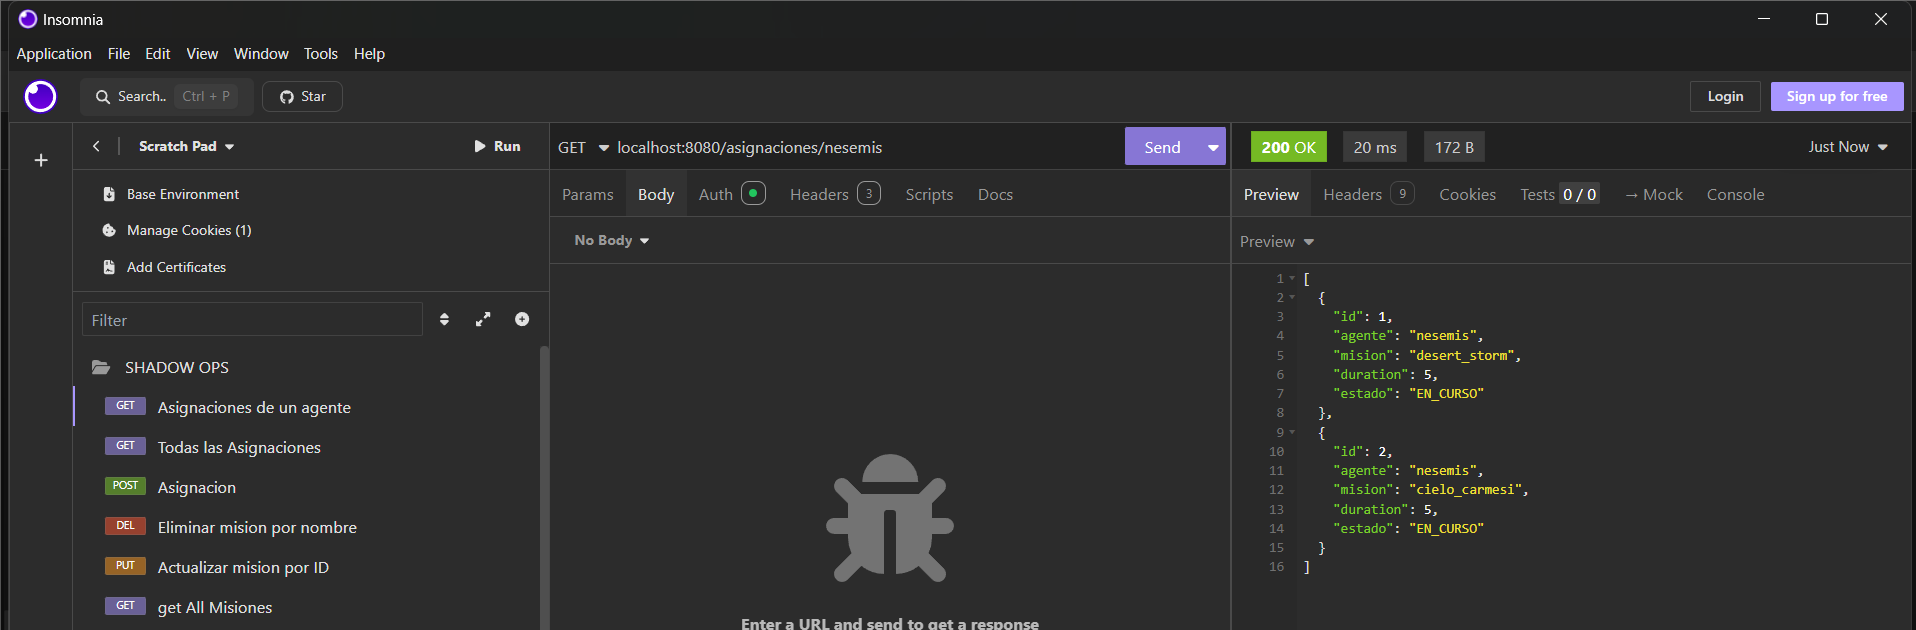 Insomnia
Application File Edit View Window Tools Help
Search.. Ctrl + P Star Login Sign up for free
Scratch Pad Run
Base Environment
Manage Cookies (1)
Add Certificates
Filter
SHADOW OPS
GET Asignaciones de un agente
GET Todas las Asignaciones
POST Asignacion
DEL Eliminar mision por nombre
PUT Actualizar mision por ID
GET get All Misiones
GET localhost:8080/asignaciones/nesemis Send
Params Body Auth Headers 3 Scripts Docs
No Body
Enter a URL and send to get a response
200 OK 20 ms 172 B Just Now
Preview Headers 9 Cookies Tests 0 / 0 → Mock Console
Preview
1 [
2 {
3 "id": 1,
4 "agente": "nesemis",
5 "mision": "desert_storm",
6 "duration": 5,
7 "estado": "EN_CURSO"
8 },
9 {
10 "id": 2,
11 "agente": "nesemis",
12 "mision": "cielo_carmesi",
13 "duration": 5,
14 "estado": "EN_CURSO"
15 }
16 ]